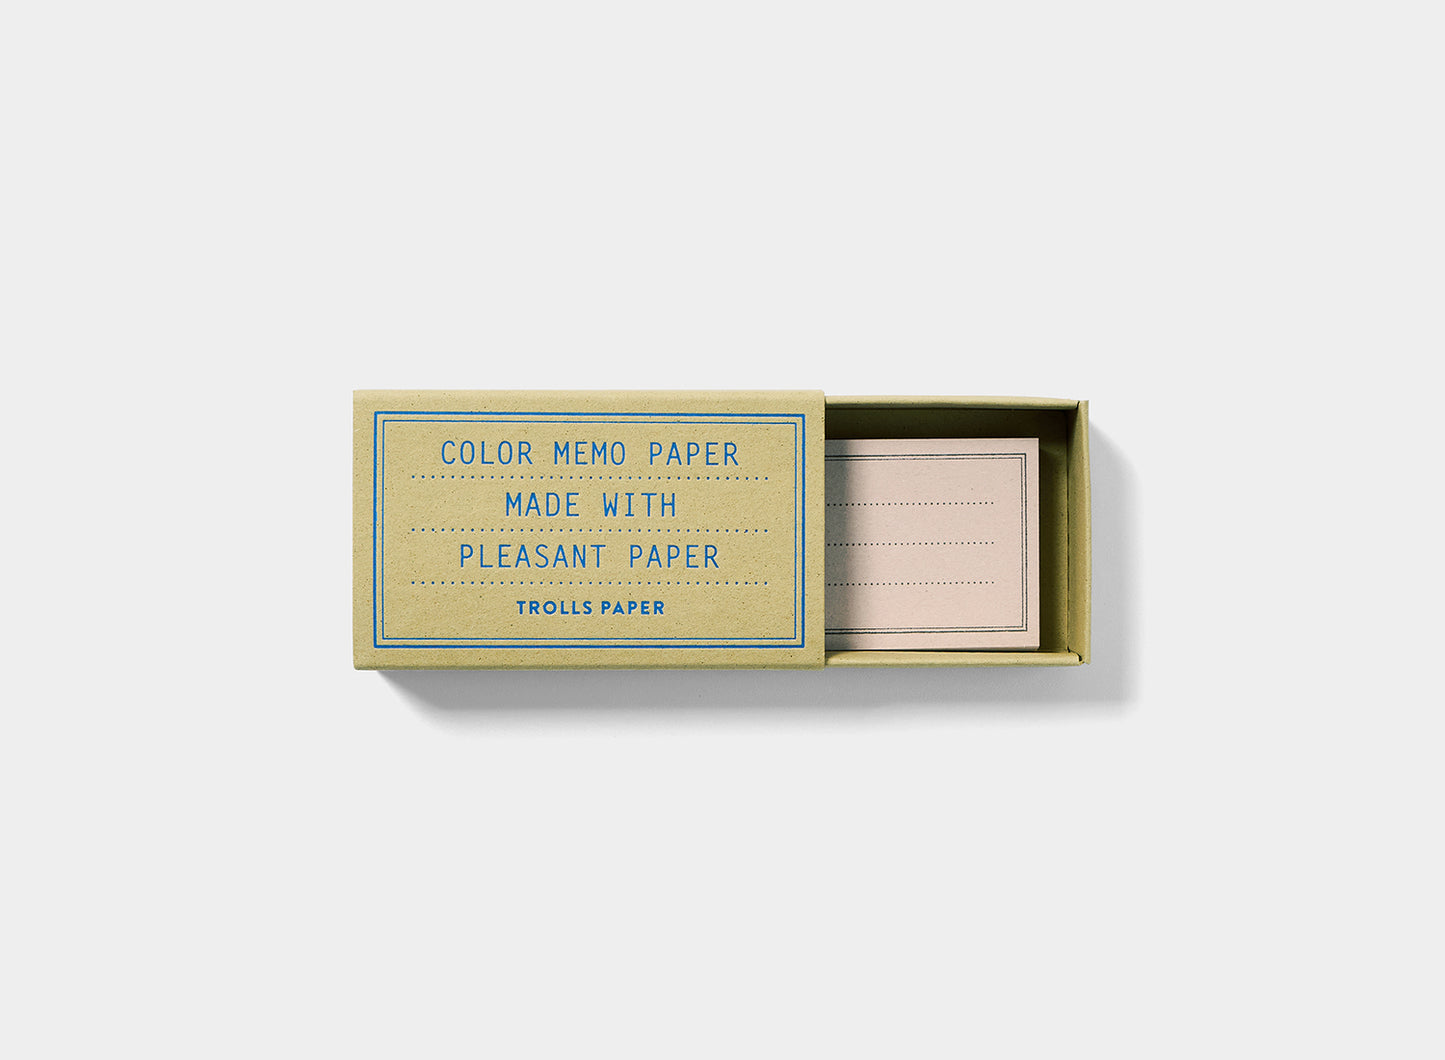 COLOR MEMO PAPER
MADE WITH
PLEASANT PAPER
TROLLS PAPER